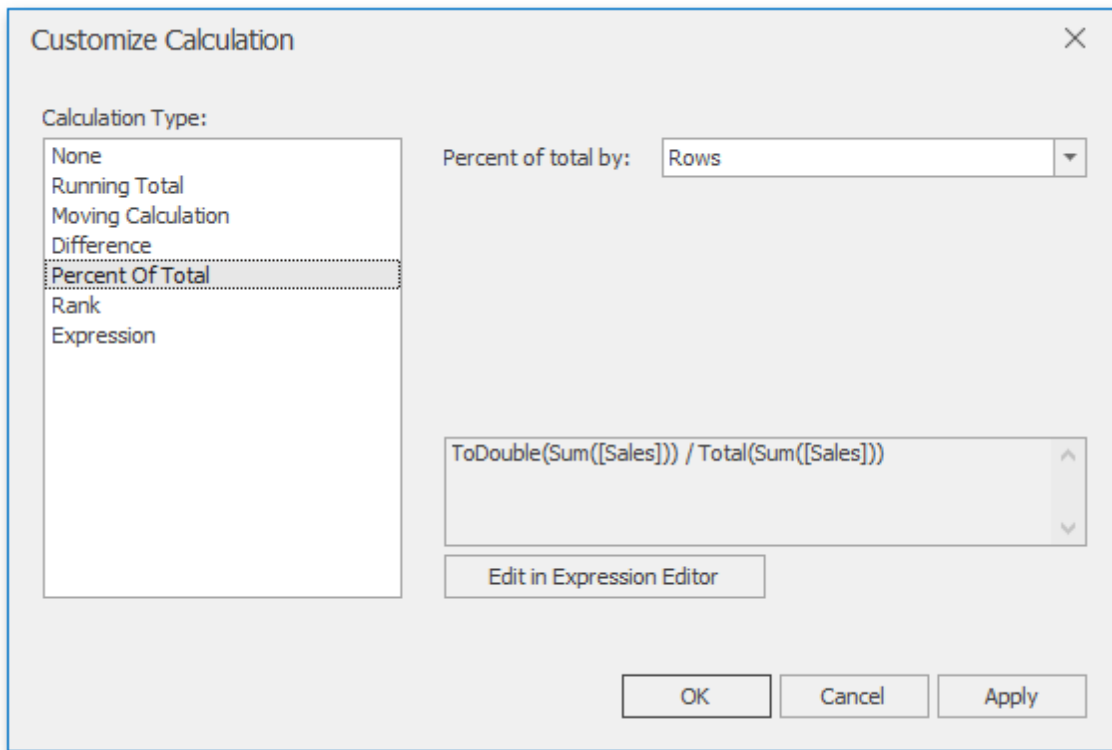 Customize Calculation
Calculation Type:
None
Running Total
Moving Calculation
Difference
Percent Of Total
Rank
Expression
Percent of total by:
Rows
ToDouble(Sum([Sales])) / Total(Sum([Sales]))
Edit in Expression Editor
OK
Cancel
Apply